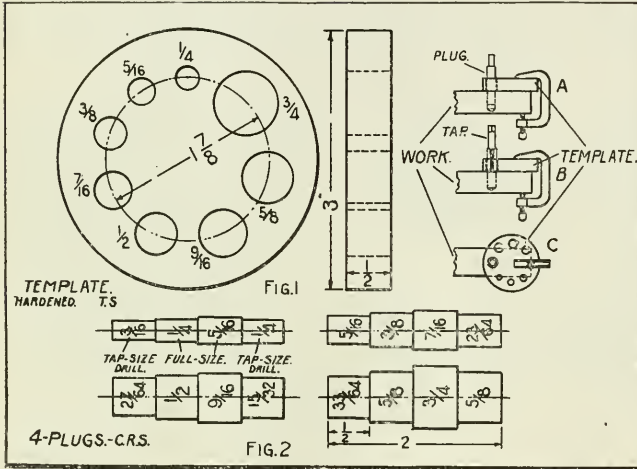 1/4
5/16
3/8
3/4
7/16
1 7/8
5/8
1/2
9/16
3"
1/2
FIG.1
TEMPLATE.
HARDENED. T.S
PLUG.
A
TAP.
WORK.
TEMPLATE.
B
C
3/16 1/4 5/16 1/4
5/16 3/8 7/16 23/64
TAP-SIZE DRILL. FULL-SIZE. TAP-SIZE. DRILL.
27/64 1/2 9/16 15/32
33/64 5/8 3/4 5/8
1/2
2
4-PLUGS.-C.R.S.
FIG.2